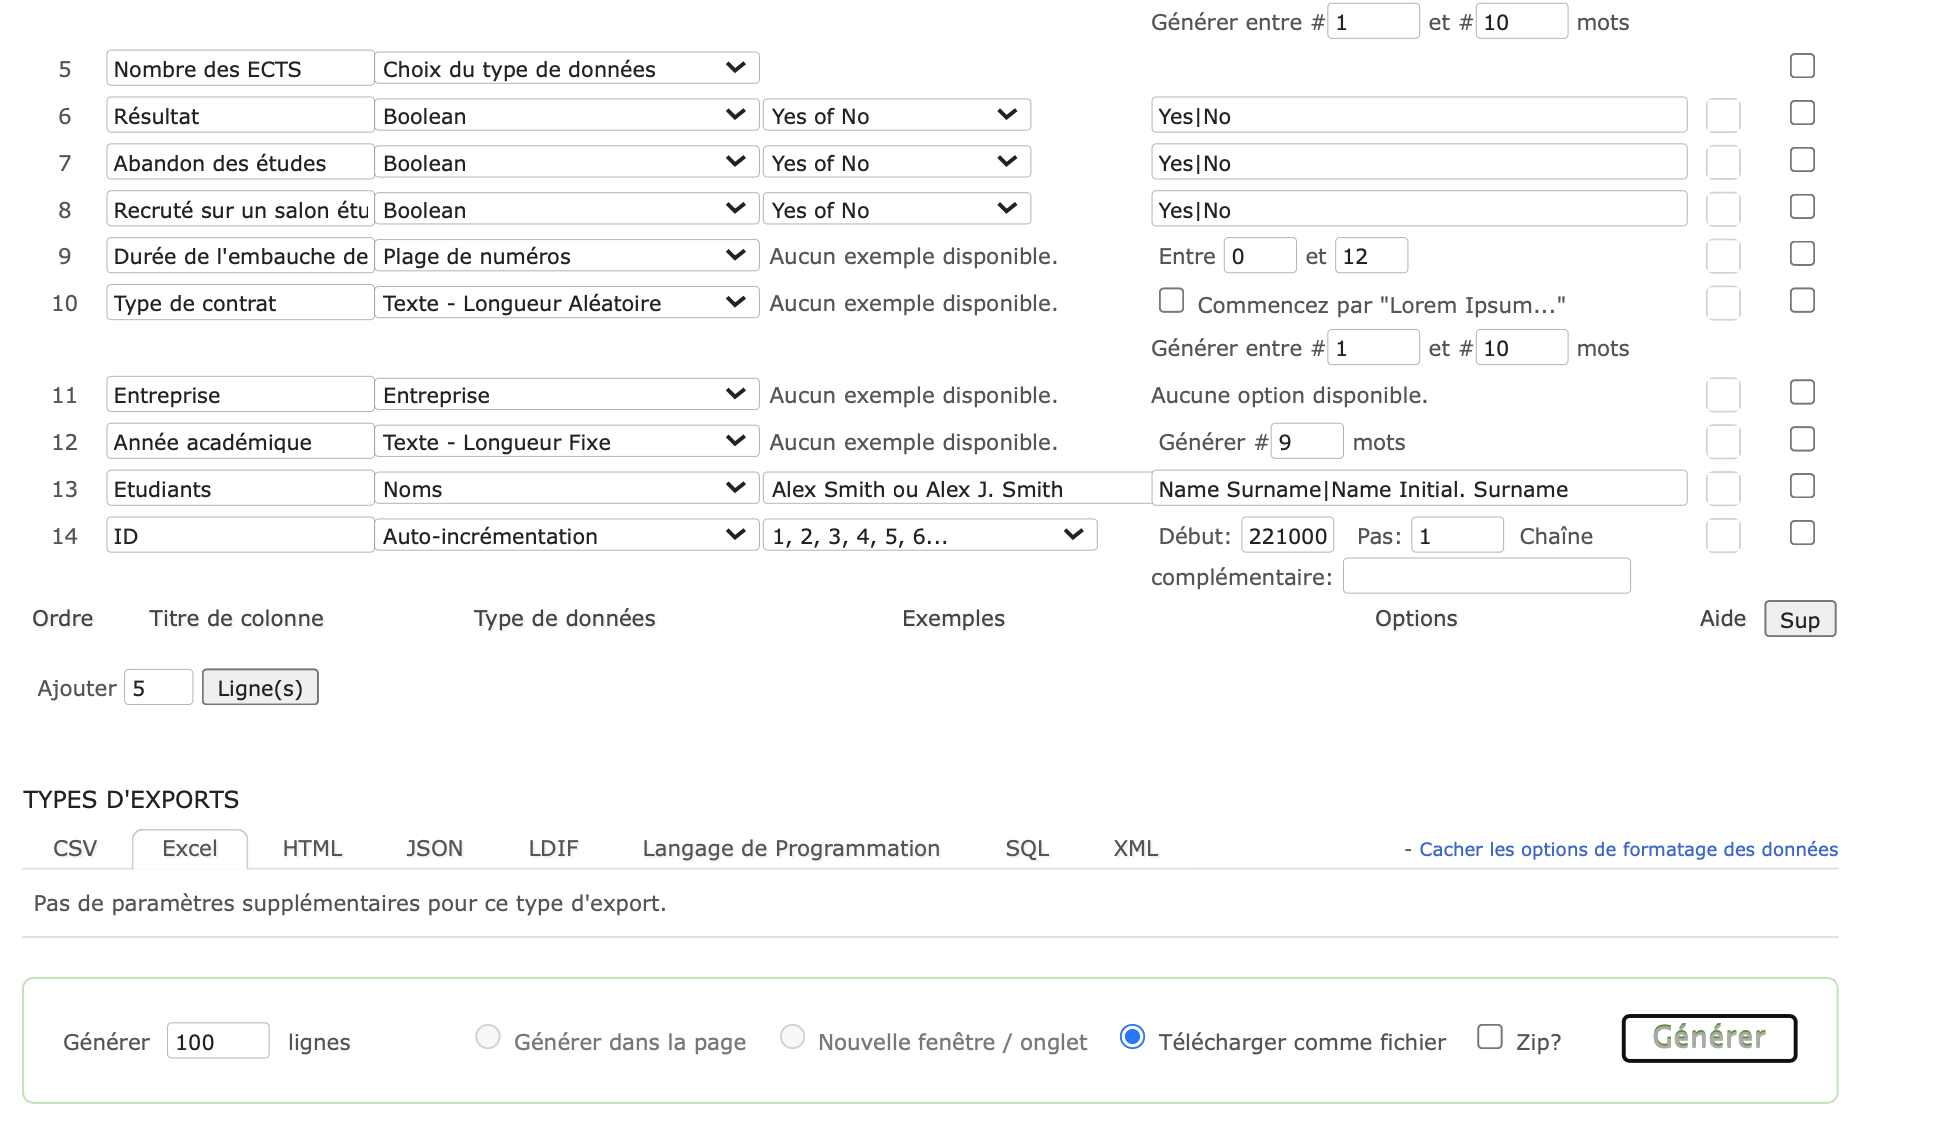 Générer entre # 1 et # 10 mots
5 Nombre des ECTS Choix du type de données
6 Résultat Boolean Yes of No Yes|No
7 Abandon des études Boolean Yes of No Yes|No
8 Recruté sur un salon étu Boolean Yes of No Yes|No
9 Durée de l'embauche de Plage de numéros Aucun exemple disponible. Entre 0 et 12
10 Type de contrat Texte - Longueur Aléatoire Aucun exemple disponible. Commencez par "Lorem Ipsum..."
Générer entre # 1 et # 10 mots
11 Entreprise Entreprise Aucun exemple disponible. Aucune option disponible.
12 Année académique Texte - Longueur Fixe Aucun exemple disponible. Générer # 9 mots
13 Etudiants Noms Alex Smith ou Alex J. Smith Name Surname|Name Initial. Surname
14 ID Auto-incrémentation 1, 2, 3, 4, 5, 6... Début: 221000 Pas: 1 Chaîne
complémentaire:
Ordre Titre de colonne Type de données Exemples Options Aide Sup
Ajouter 5 Ligne(s)
TYPES D'EXPORTS
CSV Excel HTML JSON LDIF Langage de Programmation SQL XML - Cacher les options de formatage des données
Pas de paramètres supplémentaires pour ce type d'export.
Générer 100 lignes Générer dans la page Nouvelle fenêtre / onglet Télécharger comme fichier Zip? Générer